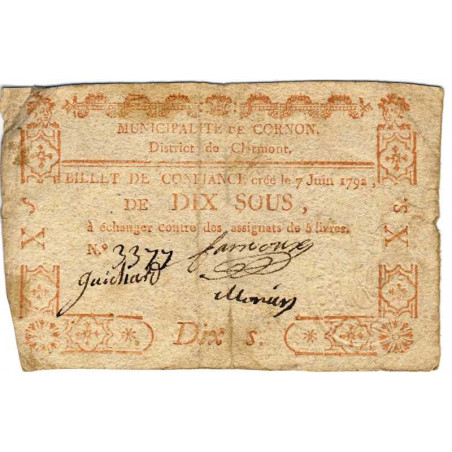 MUNICIPALITÉ DE CORNON.
District de Clermont.
BILLET DE CONFIANCE créé le 7 Juin 1792,
DE DIX SOUS,
à échanger contre des assignats de 5 livres.
N.° 3377
guichard
X S
X S
Dix s.